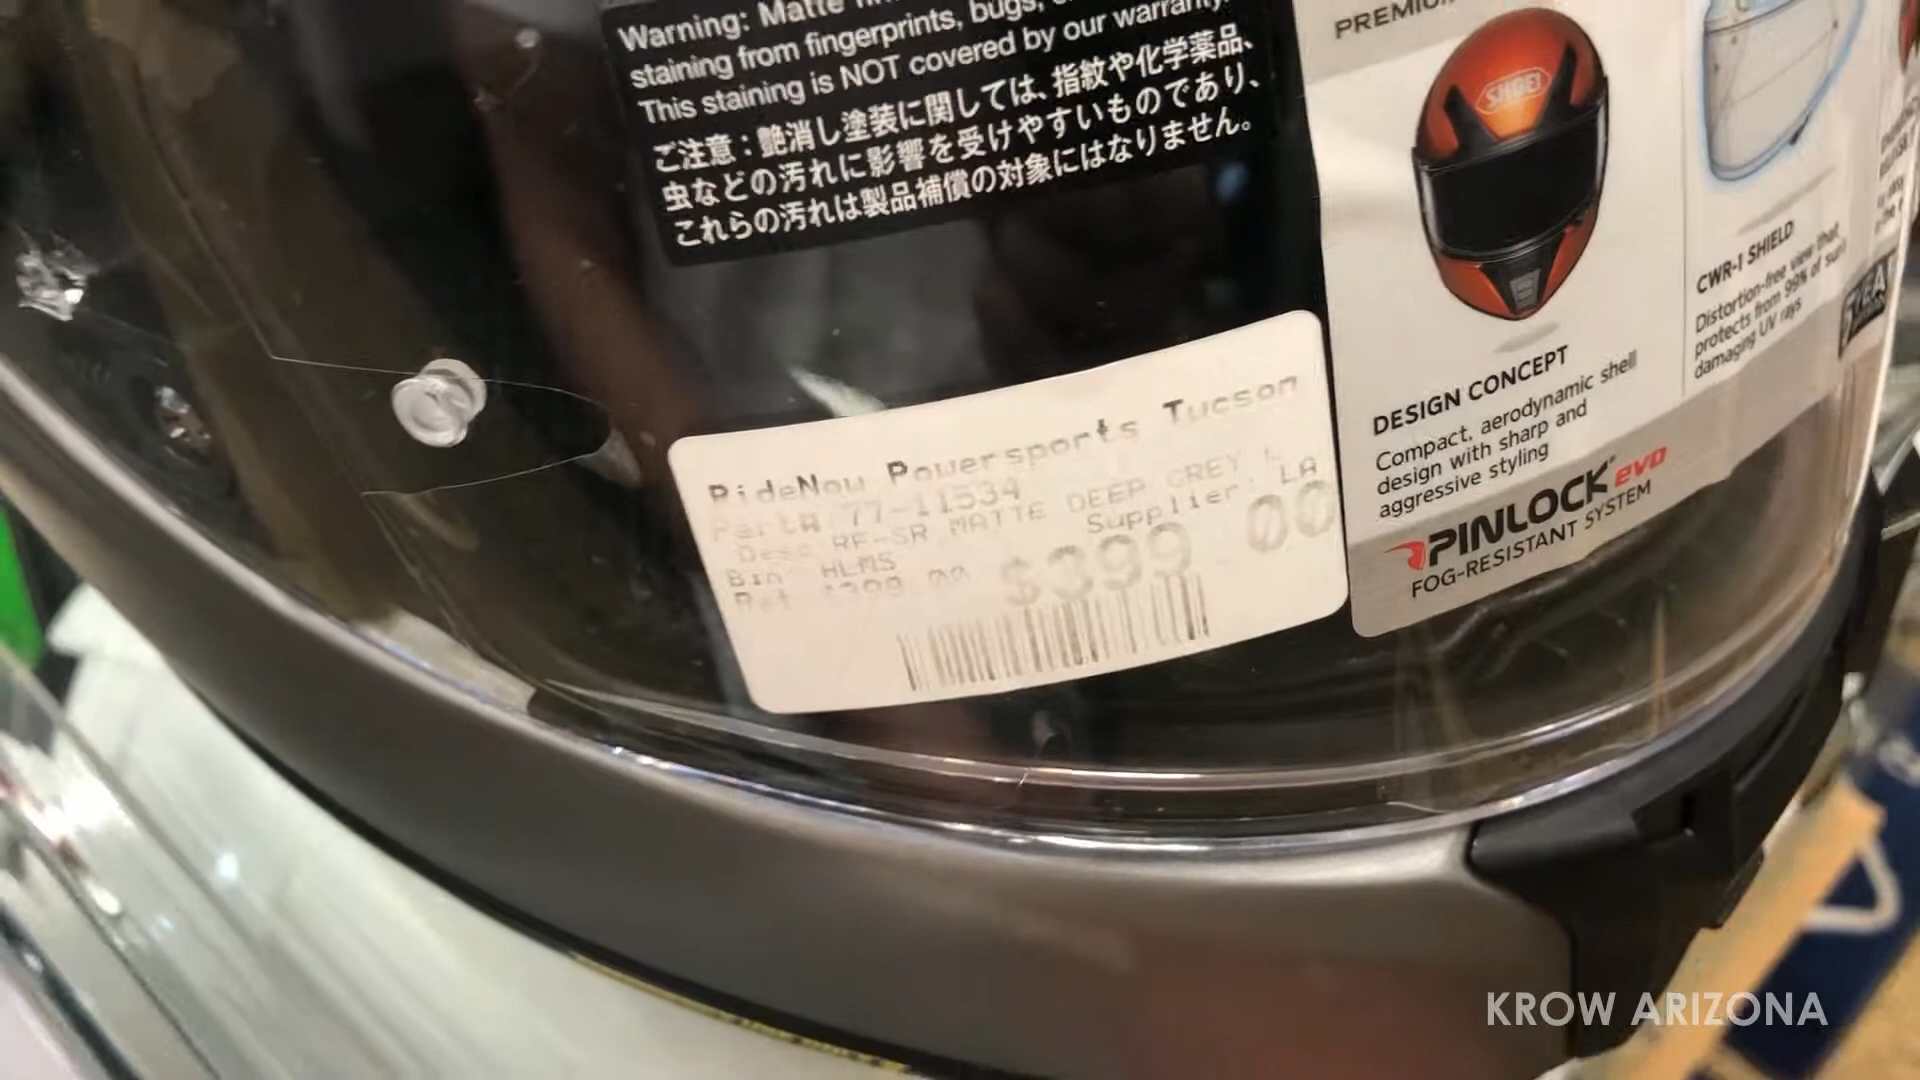 Warning: Matte
staining from fingerprints, bugs,
This staining is NOT covered by our warranty.
ご注意：艶消し塗装に関しては、指紋や化学薬品、
虫などの汚れに影響を受けやすいものであり、
これらの汚れは製品補償の対象にはなりません。
PREMIUM
SHOEI
DESIGN CONCEPT
Compact, aerodynamic shell
design with sharp and
aggressive styling
CWR-1 SHIELD
Distortion-free view that
protects from 99% of sun's
damaging UV rays
PINLOCK evo
FOG-RESISTANT SYSTEM
RideNow Powersports Tucson
Part# 77-11534
Desc RF-SR MATTE DEEP GREY
Supplier: LA
Bin: HLMS
Ret $399.00
$399.00
KROW ARIZONA